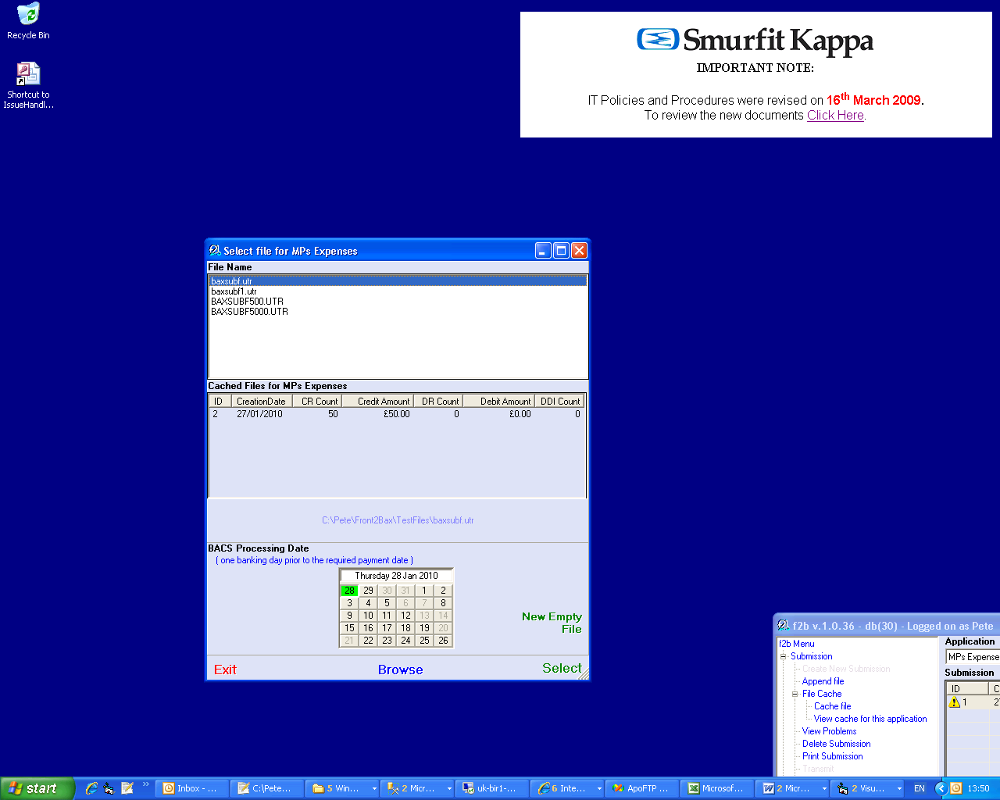 Recycle Bin
Shortcut to
IssueHandl...
Smurfit Kappa
IMPORTANT NOTE:
IT Policies and Procedures were revised on 16th March 2009.
To review the new documents Click Here.
Select file for MPs Expenses
File Name
baxsubf.utr
baxsubf1.utr
BAXSUBF500.UTR
BAXSUBF5000.UTR
Cached Files for MPs Expenses
ID CreationDate CR Count Credit Amount DR Count Debit Amount DDI Count
2 27/01/2010 50 £50.00 0 £0.00 0
C:\Pete\Front2Bax\TestFiles\baxsubf.utr
BACS Processing Date
( one banking day prior to the required payment date )
Thursday 28 Jan 2010
28 29 30 31 1 2
3 4 5 6 7 8
9 10 11 12 13 14
15 16 17 18 19 20
21 22 23 24 25 26
New Empty
File
Exit Browse Select
f2b v.1.0.36 - db(30) - Logged on as Pete
f2b Menu
Submission
Create New Submission
Append file
File Cache
Cache file
View cache for this application
View Problems
Delete Submission
Print Submission
Transmit
Application
MPs Expense
Submission
ID C
1 2
start
Inbox - ...
C:\Pete...
5 Win...
2 Micr...
uk-bir1-...
6 Inte...
ApoFTP ...
Microsof...
2 Micr...
2 Visu...
EN
13:50